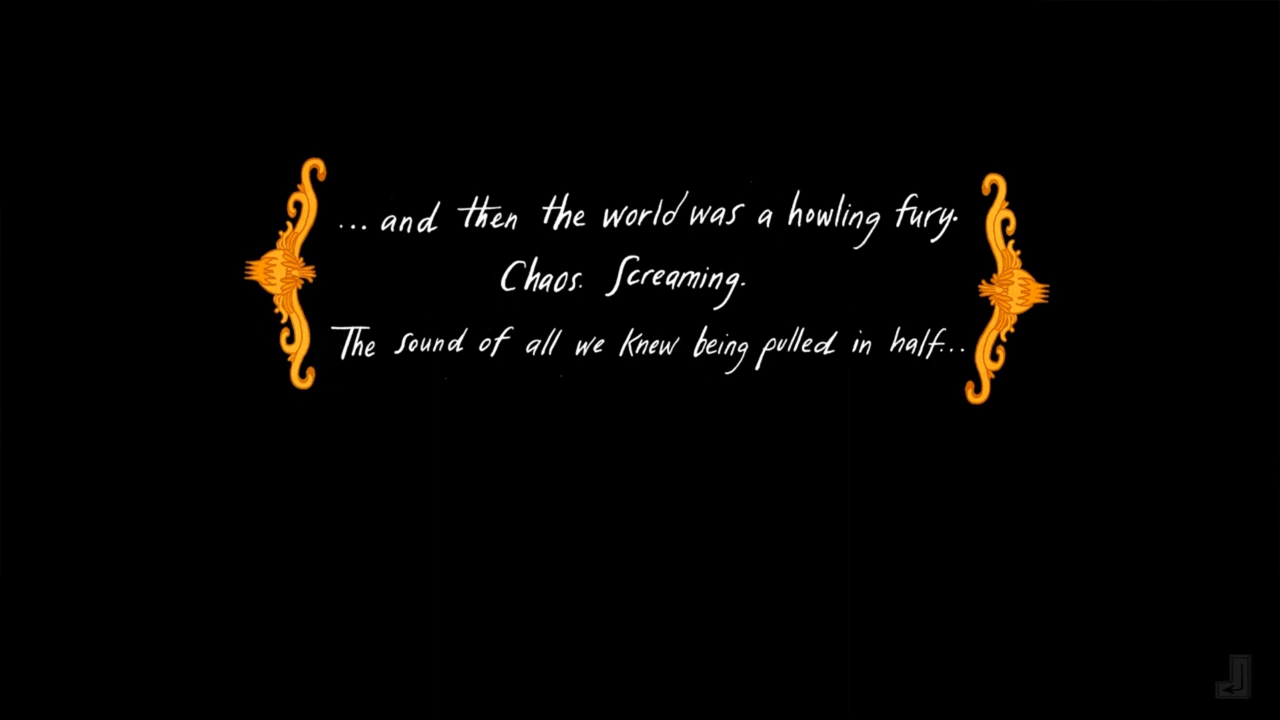 ...and then the world was a howling fury.
Chaos. Screaming.
The sound of all we knew being pulled in half...